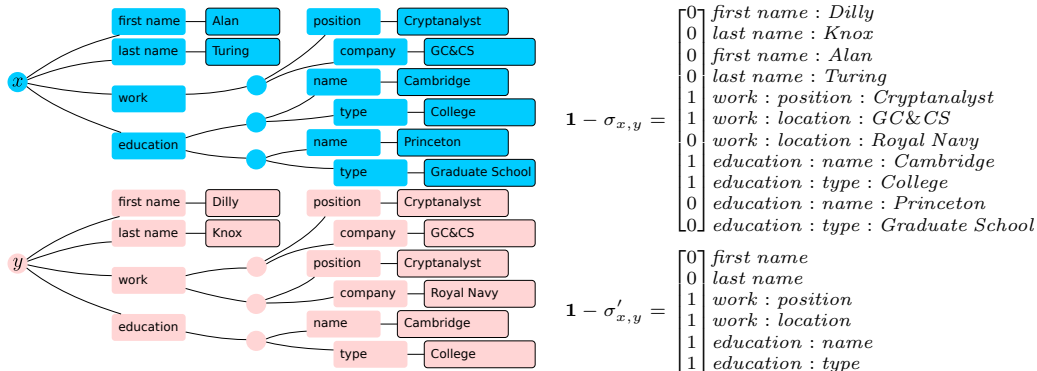 first name Alan
last name Turing
x
work
education
position Cryptanalyst
company GC&CS
name Cambridge
type College
name Princeton
type Graduate School
first name Dilly
last name Knox
y
work
education
position Cryptanalyst
company GC&CS
position Cryptanalyst
company Royal Navy
name Cambridge
type College
1 − σx,y =
0 first name : Dilly
0 last name : Knox
0 first name : Alan
0 last name : Turing
1 work : position : Cryptanalyst
1 work : location : GC&CS
0 work : location : Royal Navy
1 education : name : Cambridge
1 education : type : College
0 education : name : Princeton
0 education : type : Graduate School
1 − σ′x,y =
0 first name
0 last name
1 work : position
1 work : location
1 education : name
1 education : type